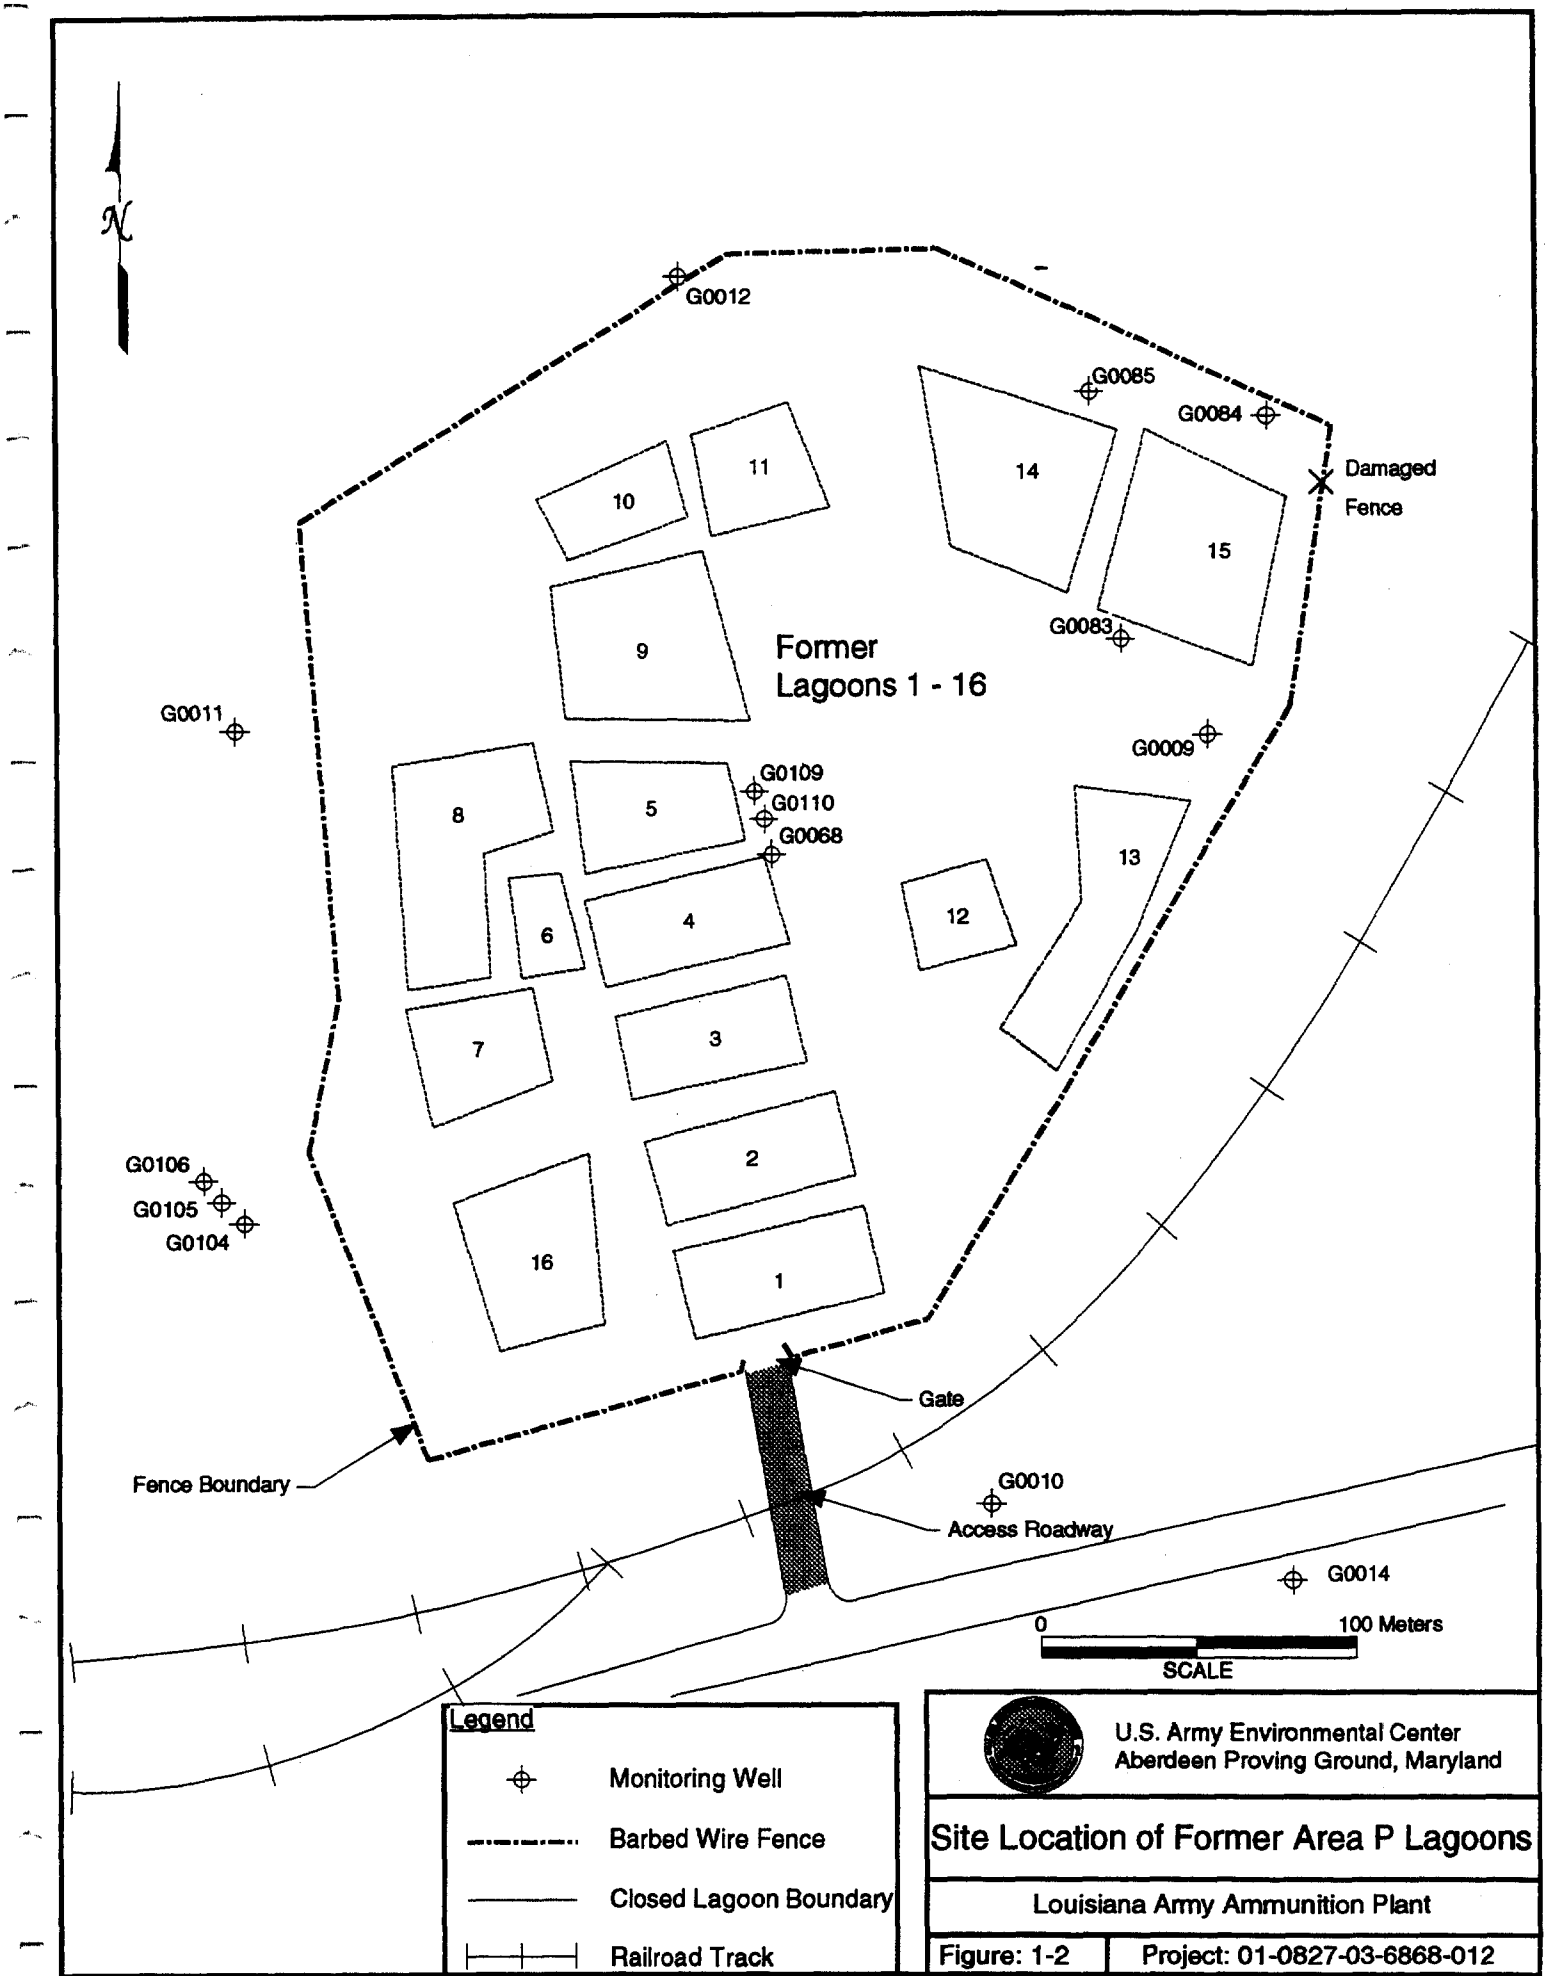 N
G0012
G0085
G0084
Damaged
Fence
11
14
10
15
G0083
9
Former
Lagoons 1 - 16
G0011
G0009
G0109
8
5
G0110
G0068
13
12
4
6
3
7
2
G0106
G0105
G0104
16
1
Gate
Fence Boundary
G0010
Access Roadway
G0014
0 100 Meters
SCALE
Legend
Monitoring Well
Barbed Wire Fence
Closed Lagoon Boundary
Railroad Track
U.S. Army Environmental Center
Aberdeen Proving Ground, Maryland
Site Location of Former Area P Lagoons
Louisiana Army Ammunition Plant
Figure: 1-2
Project: 01-0827-03-6868-012